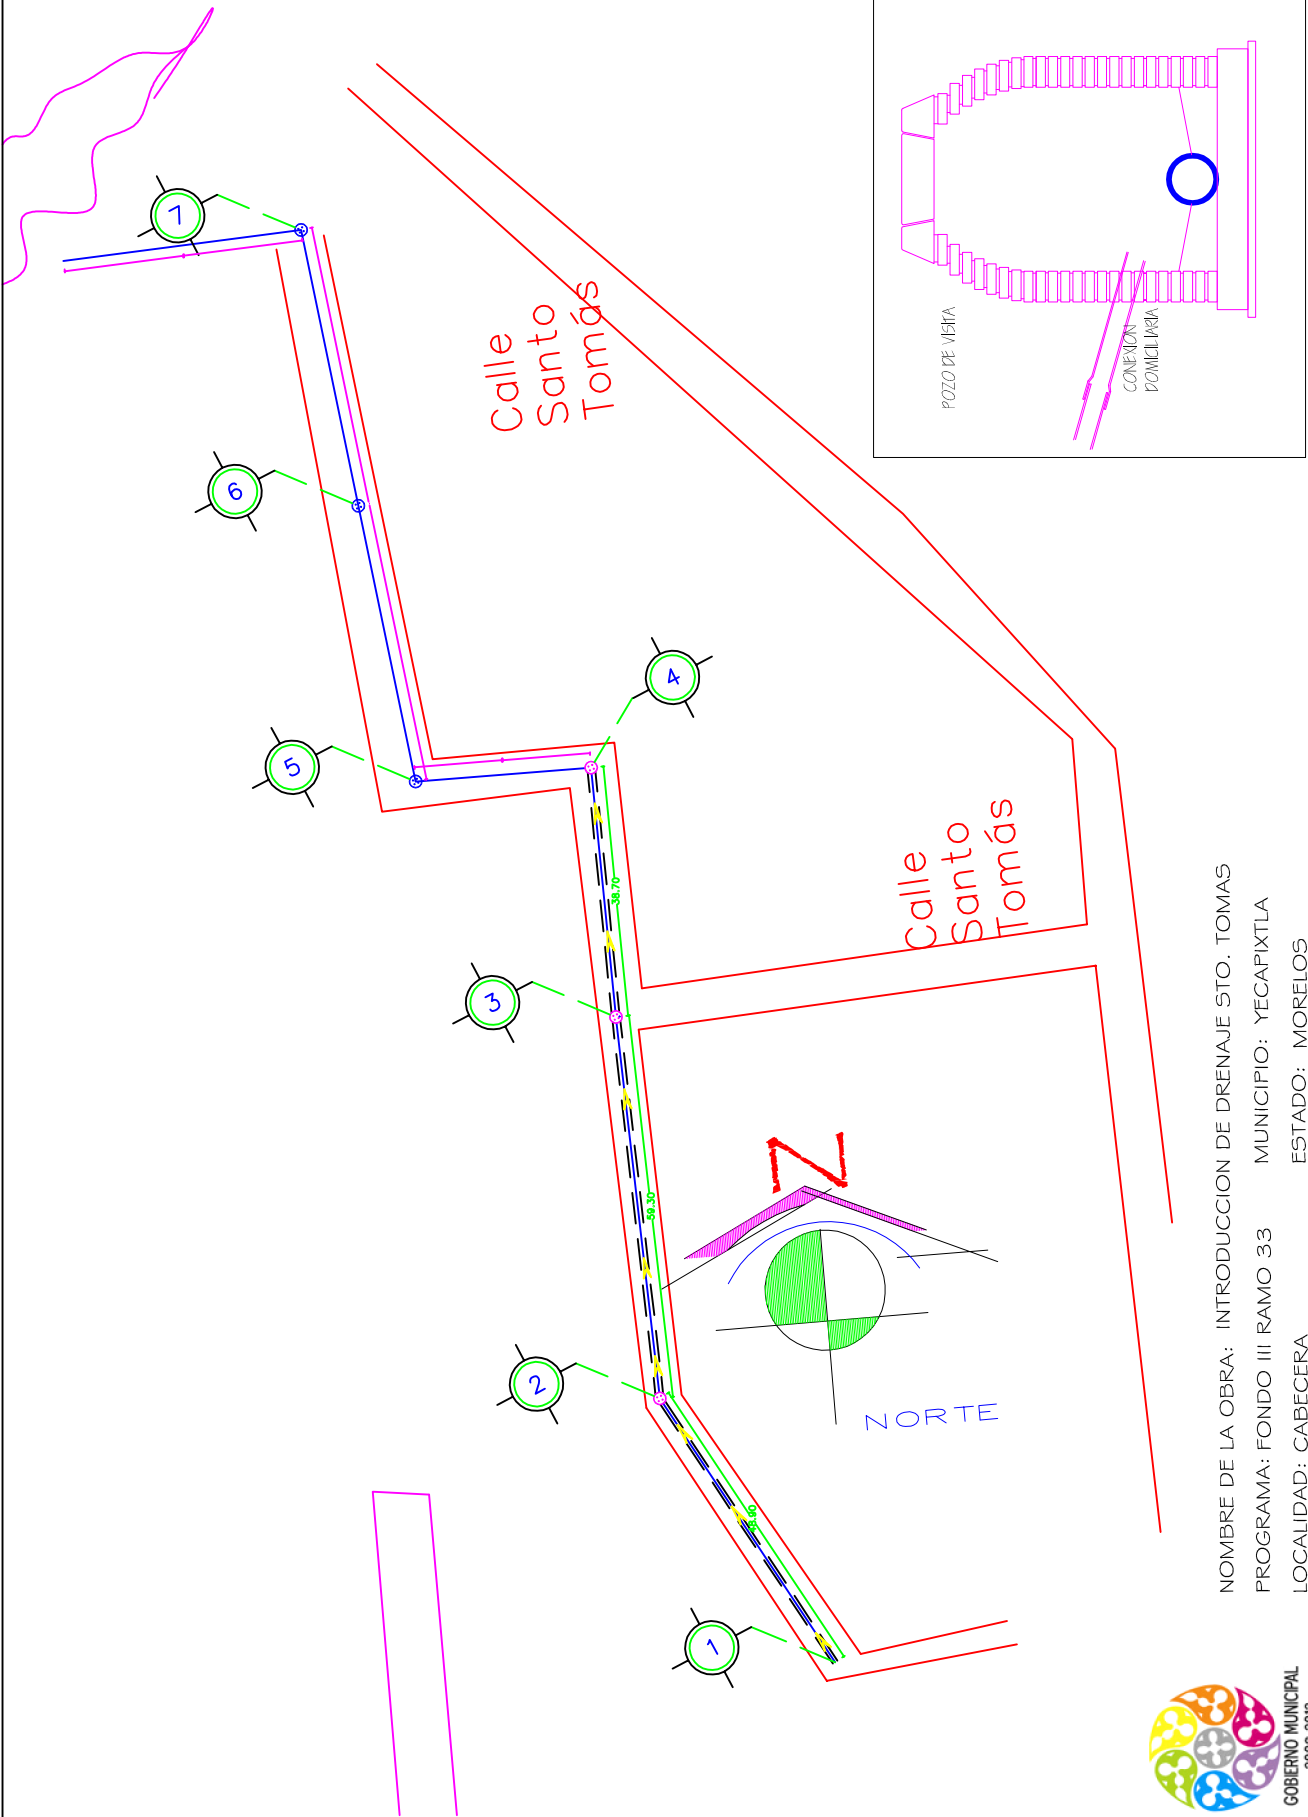 7
6
5
4
3
2
1
Calle
Santo
Tomás
Calle
Santo
Tomás
38.70
59.30
N
NORTE
POZO DE VISITA
CONEXION
DOMICILIARIA
NOMBRE DE LA OBRA: INTRODUCCION DE DRENAJE STO. TOMAS
PROGRAMA: FONDO III RAMO 33 MUNICIPIO: YECAPIXTLA
LOCALIDAD: CABECERA ESTADO: MORELOS
GOBIERNO MUNICIPAL